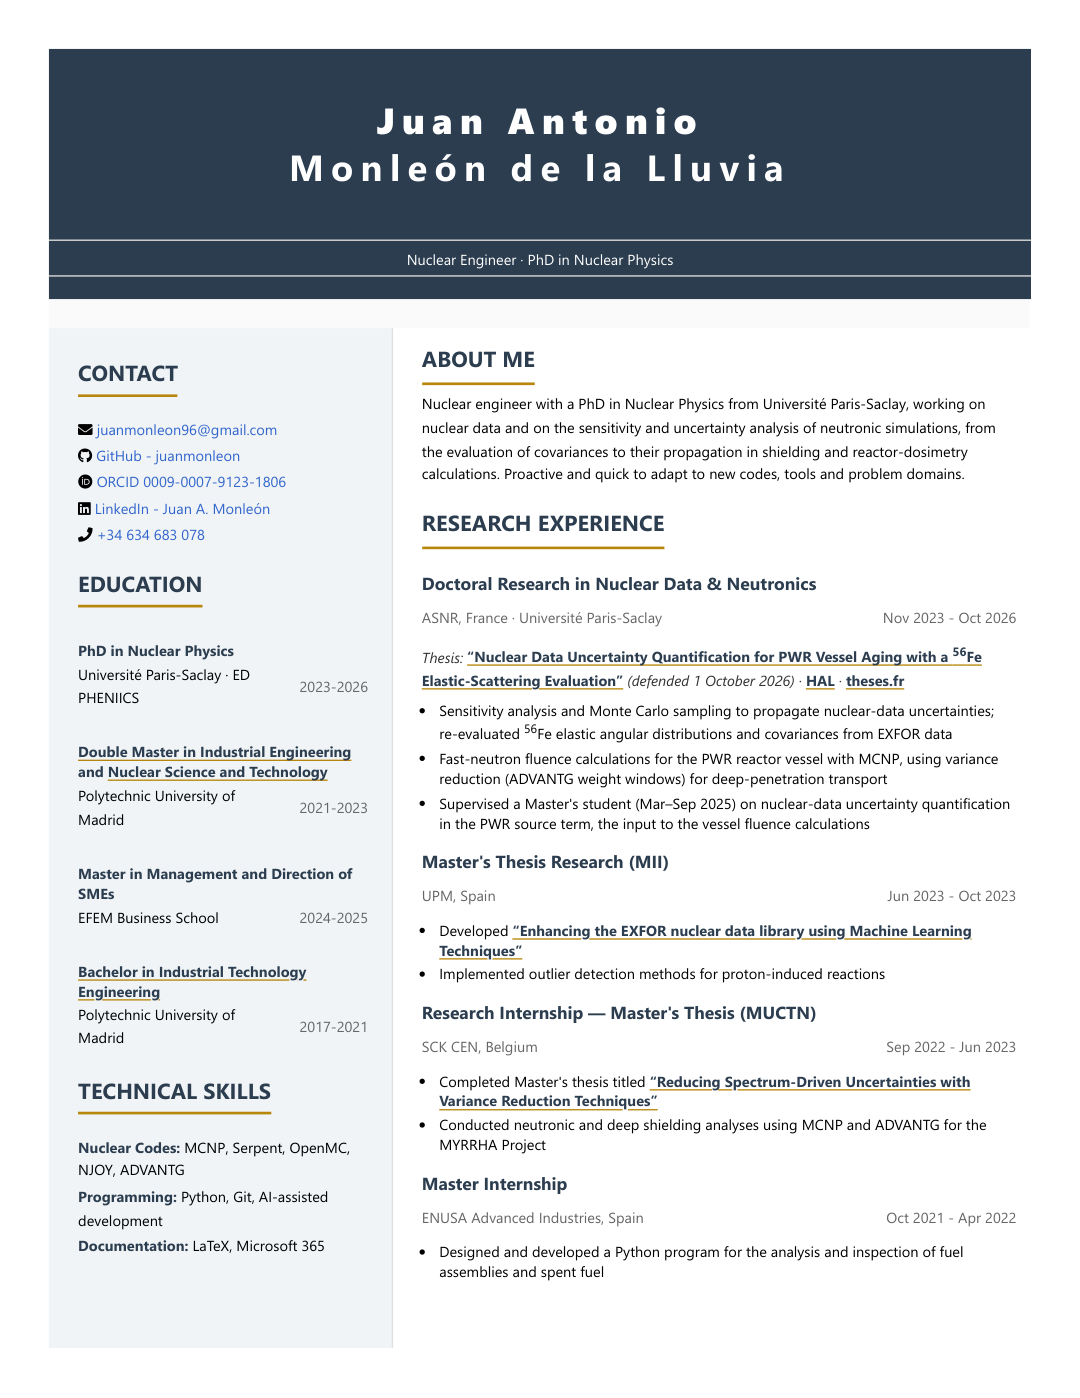 Juan Antonio
Monleón de la Lluvia
Nuclear Engineer · PhD in Nuclear Physics
CONTACT
juanmonleon96@gmail.com
GitHub - juanmonleon
ORCID 0009-0007-9123-1806
LinkedIn - Juan A. Monleón
+34 634 683 078
EDUCATION
PhD in Nuclear Physics
Université Paris-Saclay · ED
PHENIICS
2023-2026
Double Master in Industrial Engineering
and Nuclear Science and Technology
Polytechnic University of
Madrid
2021-2023
Master in Management and Direction of
SMEs
EFEM Business School 2024-2025
Bachelor in Industrial Technology
Engineering
Polytechnic University of
Madrid
2017-2021
TECHNICAL SKILLS
Nuclear Codes: MCNP, Serpent, OpenMC,
NJOY, ADVANTG
Programming: Python, Git, AI-assisted
development
Documentation: LaTeX, Microsoft 365
ABOUT ME
Nuclear engineer with a PhD in Nuclear Physics from Université Paris-Saclay, working on
nuclear data and on the sensitivity and uncertainty analysis of neutronic simulations, from
the evaluation of covariances to their propagation in shielding and reactor-dosimetry
calculations. Proactive and quick to adapt to new codes, tools and problem domains.
RESEARCH EXPERIENCE
Doctoral Research in Nuclear Data & Neutronics
ASNR, France · Université Paris-Saclay Nov 2023 - Oct 2026
Thesis: “Nuclear Data Uncertainty Quantification for PWR Vessel Aging with a ⁵⁶Fe
Elastic-Scattering Evaluation” (defended 1 October 2026) · HAL · theses.fr
• Sensitivity analysis and Monte Carlo sampling to propagate nuclear-data uncertainties;
re-evaluated ⁵⁶Fe elastic angular distributions and covariances from EXFOR data
• Fast-neutron fluence calculations for the PWR reactor vessel with MCNP, using variance
reduction (ADVANTG weight windows) for deep-penetration transport
• Supervised a Master's student (Mar–Sep 2025) on nuclear-data uncertainty quantification
in the PWR source term, the input to the vessel fluence calculations
Master's Thesis Research (MII)
UPM, Spain Jun 2023 - Oct 2023
• Developed “Enhancing the EXFOR nuclear data library using Machine Learning
Techniques”
• Implemented outlier detection methods for proton-induced reactions
Research Internship — Master's Thesis (MUCTN)
SCK CEN, Belgium Sep 2022 - Jun 2023
• Completed Master's thesis titled “Reducing Spectrum-Driven Uncertainties with
Variance Reduction Techniques”
• Conducted neutronic and deep shielding analyses using MCNP and ADVANTG for the
MYRRHA Project
Master Internship
ENUSA Advanced Industries, Spain Oct 2021 - Apr 2022
• Designed and developed a Python program for the analysis and inspection of fuel
assemblies and spent fuel